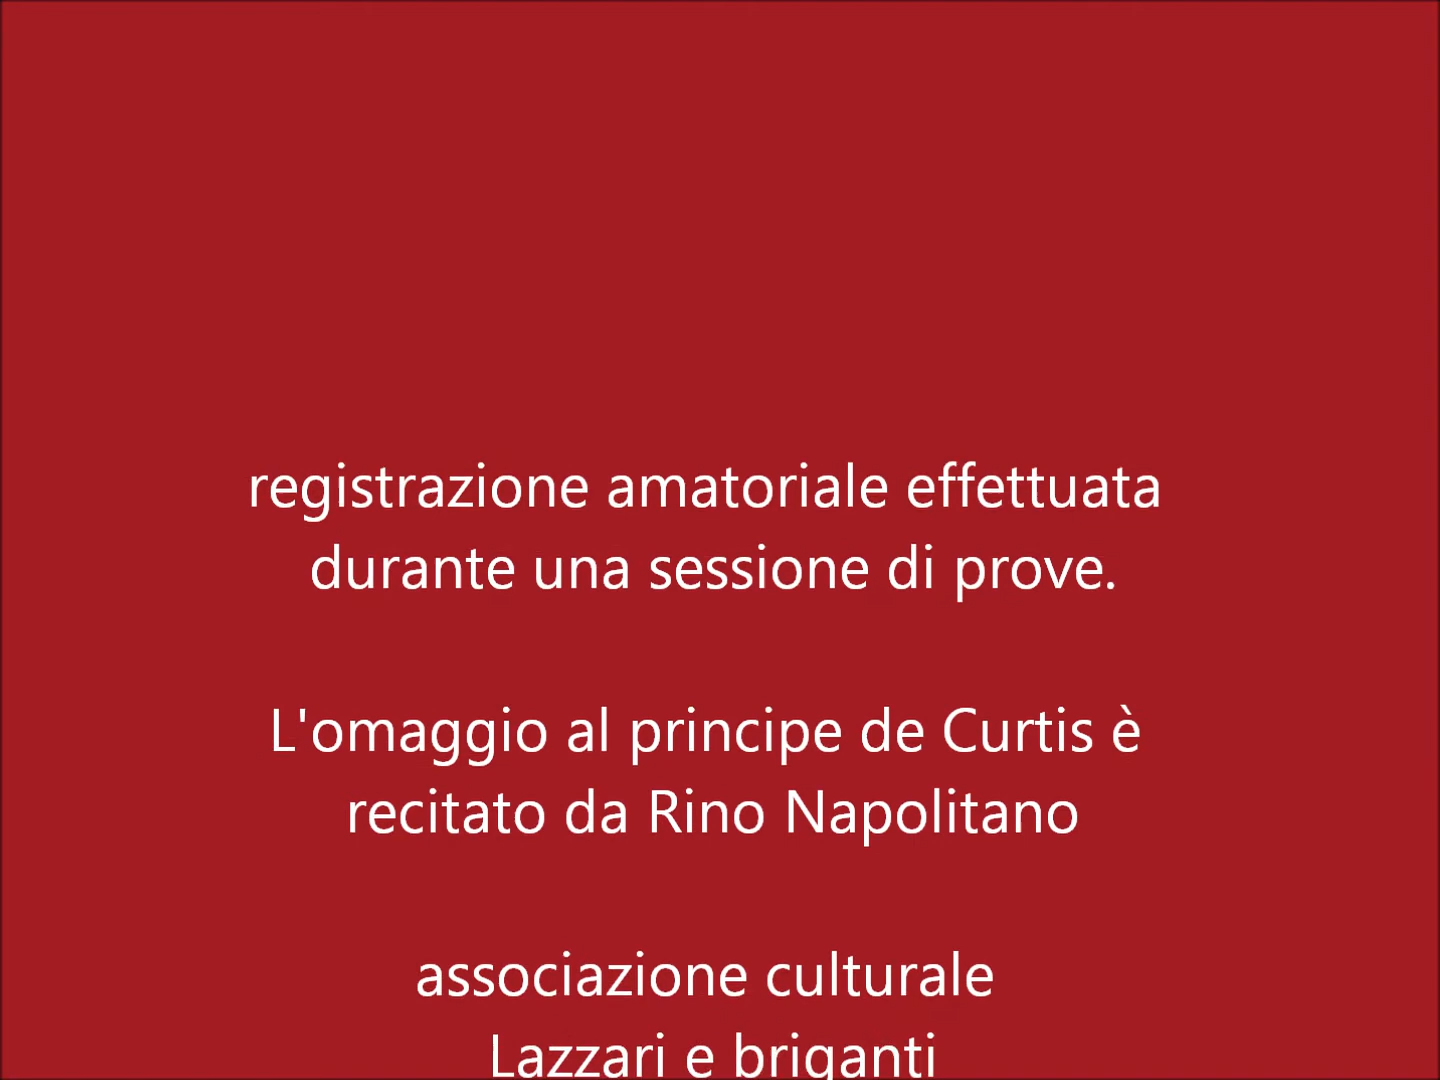 registrazione amatoriale effettuata
durante una sessione di prove.
L'omaggio al principe de Curtis è
recitato da Rino Napolitano
associazione culturale
Lazzari e briganti